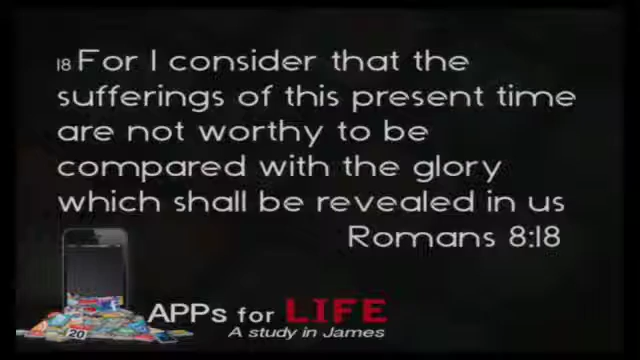 18 For I consider that the
sufferings of this present time
are not worthy to be
compared with the glory
which shall be revealed in us
Romans 8:18
APPs for LIFE
A study in James
20